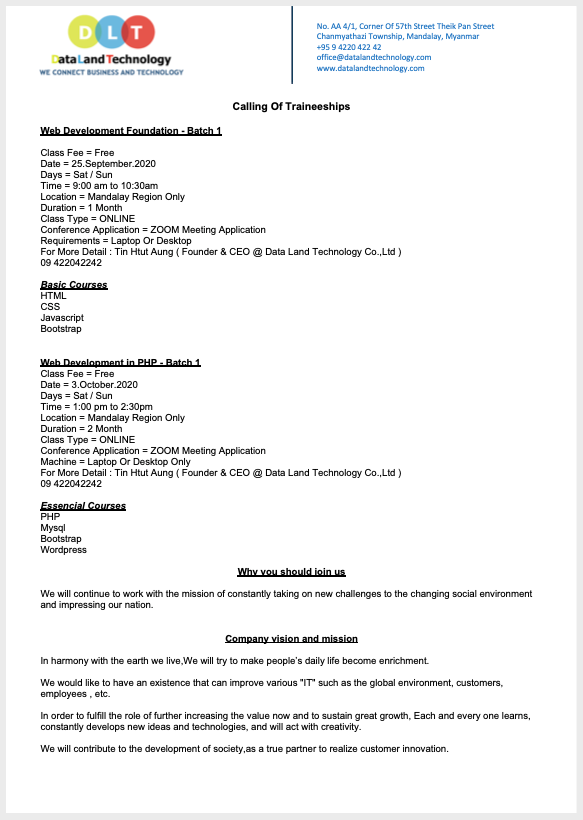 DLT
Data Land Technology
WE CONNECT BUSINESS AND TECHNOLOGY
No. AA 4/1, Corner Of 57th Street Theik Pan Street
Chanmyathazi Township, Mandalay, Myanmar
+95 9 4220 422 42
office@datalandtechnology.com
www.datalandtechnology.com
Calling Of Traineeships
Web Development Foundation - Batch 1
Class Fee = Free
Date = 25.September.2020
Days = Sat / Sun
Time = 9:00 am to 10:30am
Location = Mandalay Region Only
Duration = 1 Month
Class Type = ONLINE
Conference Application = ZOOM Meeting Application
Requirements = Laptop Or Desktop
For More Detail : Tin Htut Aung ( Founder & CEO @ Data Land Technology Co.,Ltd )
09 422042242
Basic Courses
HTML
CSS
Javascript
Bootstrap
Web Development in PHP - Batch 1
Class Fee = Free
Date = 3.October.2020
Days = Sat / Sun
Time = 1:00 pm to 2:30pm
Location = Mandalay Region Only
Duration = 2 Month
Class Type = ONLINE
Conference Application = ZOOM Meeting Application
Machine = Laptop Or Desktop Only
For More Detail : Tin Htut Aung ( Founder & CEO @ Data Land Technology Co.,Ltd )
09 422042242
Essencial Courses
PHP
Mysql
Bootstrap
Wordpress
Why you should join us
We will continue to work with the mission of constantly taking on new challenges to the changing social environment
and impressing our nation.
Company vision and mission
In harmony with the earth we live,We will try to make people's daily life become enrichment.
We would like to have an existence that can improve various "IT" such as the global environment, customers,
employees , etc.
In order to fulfill the role of further increasing the value now and to sustain great growth, Each and every one learns,
constantly develops new ideas and technologies, and will act with creativity.
We will contribute to the development of society,as a true partner to realize customer innovation.